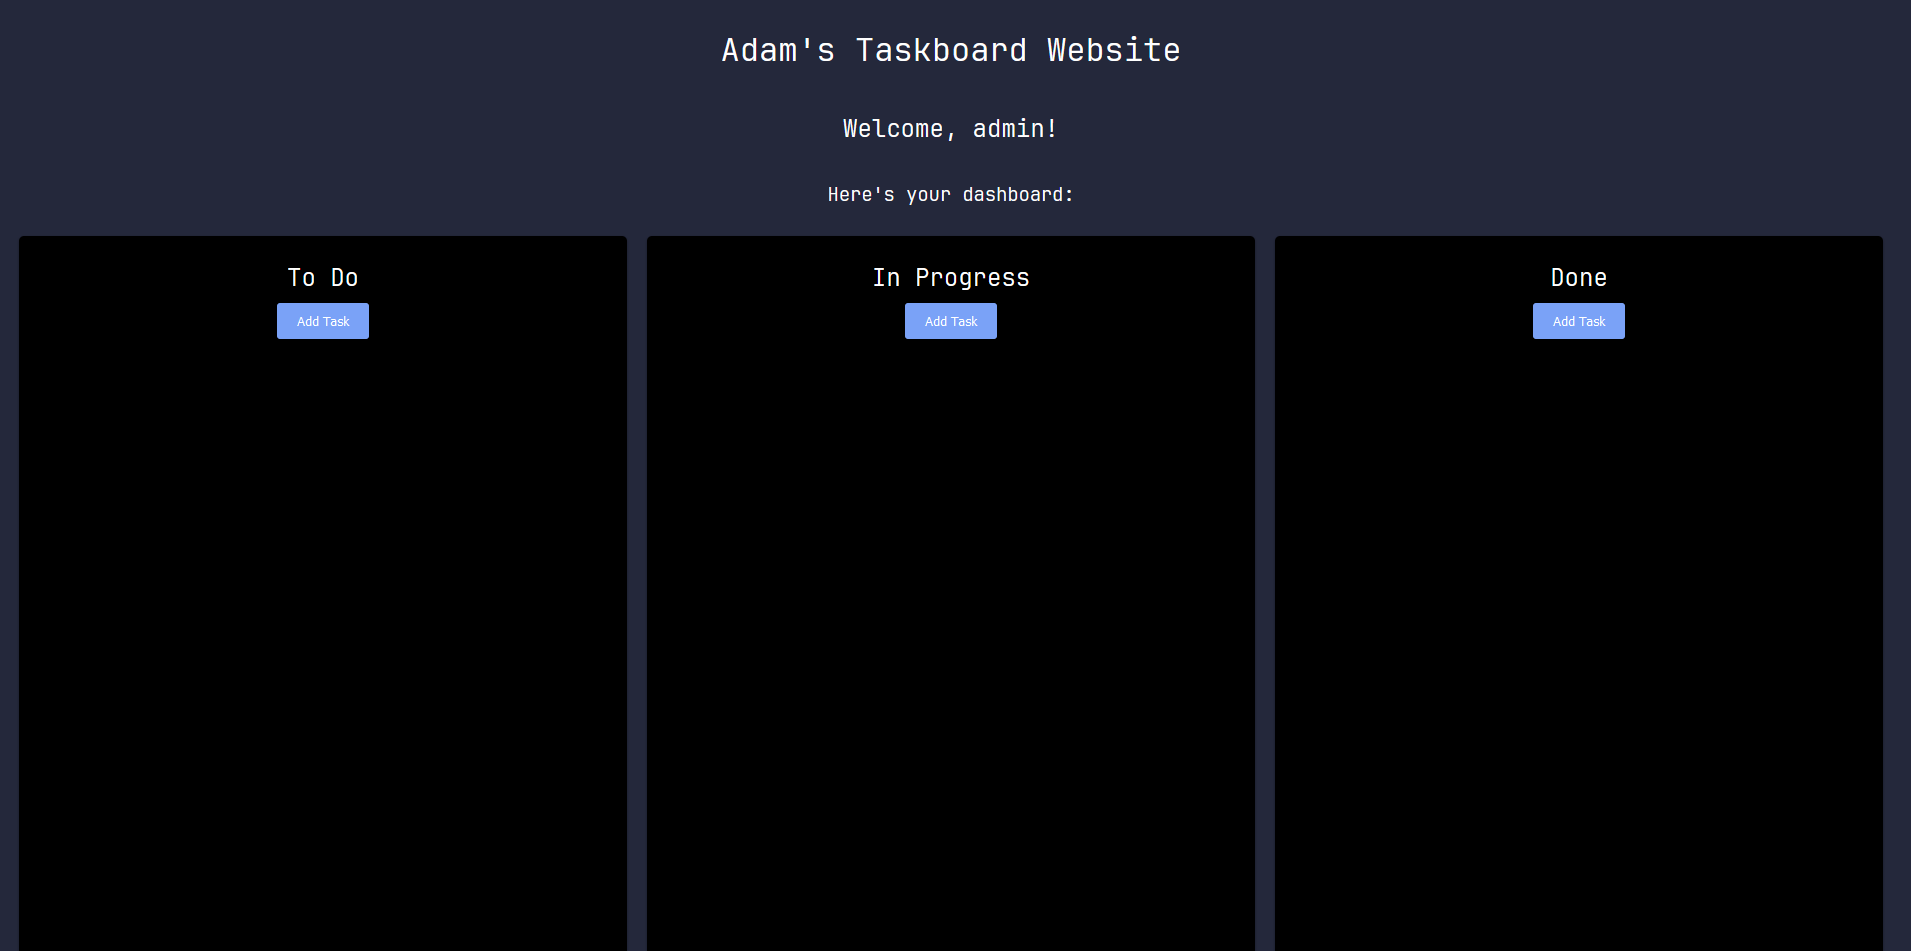 Adam's Taskboard Website
Welcome, admin!
Here's your dashboard:
To Do
Add Task
In Progress
Add Task
Done
Add Task